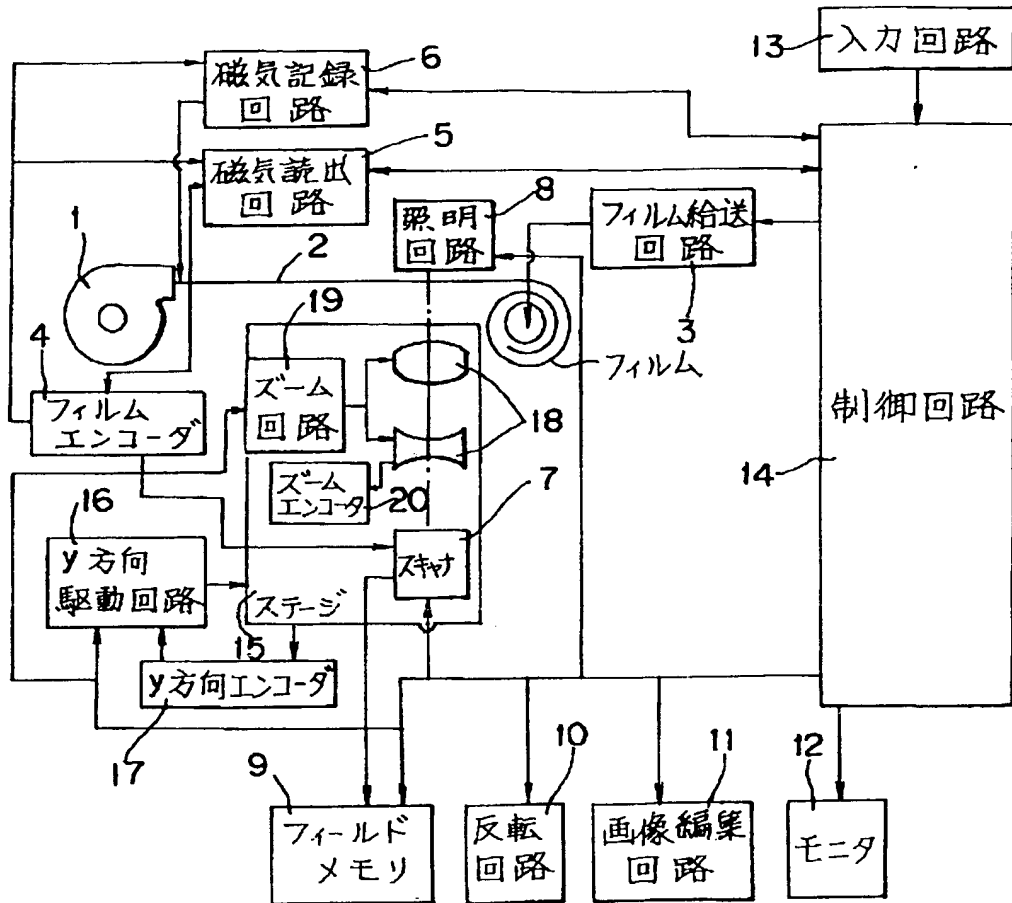 13
入力回路
6
磁気記録
回路
5
磁気読出
回路
8
照明
回路
フィルム給送
回路
3
1
2
フィルム
4
フィルム
エンコーダ
19
ズーム
回路
18
ズーム
エンコータ
20
7
スキャナ
制御回路
14
16
y方向
駆動回路
ステージ
15
y方向エンコーダ
17
9
フィールド
メモリ
10
反転
回路
11
画像編集
回路
12
モニタ